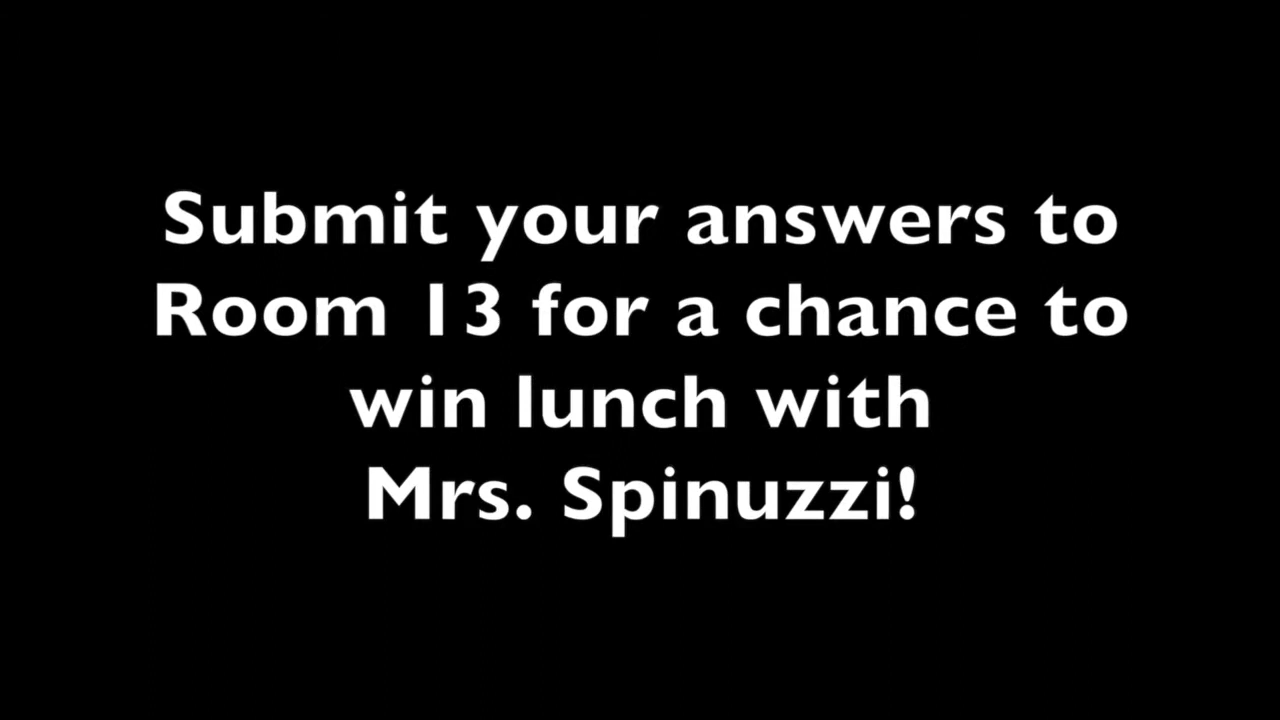 Submit your answers to
Room 13 for a chance to
win lunch with
Mrs. Spinuzzi!